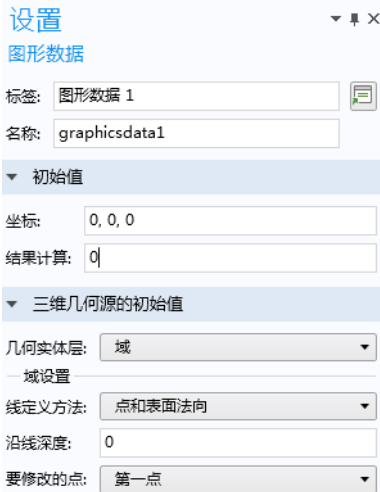 设置
图形数据
标签: 图形数据 1
名称: graphicsdata1
初始值
坐标: 0, 0, 0
结果计算: 0
三维几何源的初始值
几何实体层: 域
域设置
线定义方法: 点和表面法向
沿线深度: 0
要修改的点: 第一点